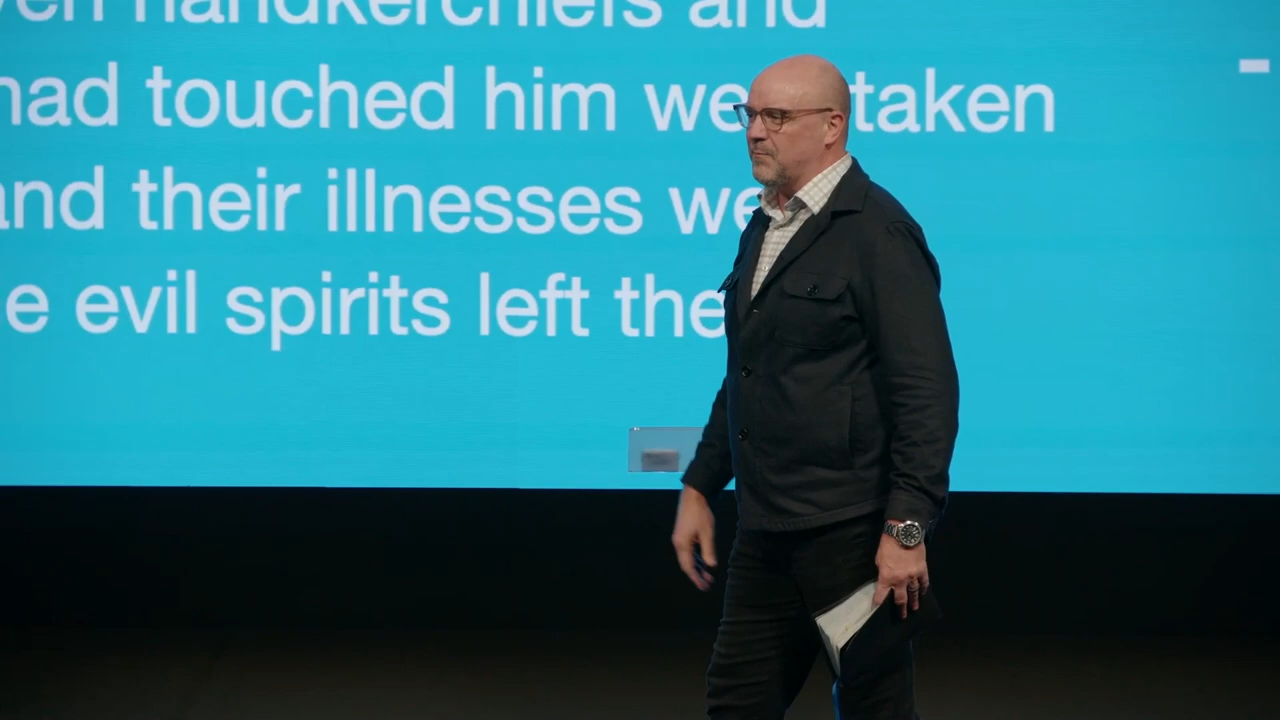 handkerchiefs and
had touched him we taken
and their illnesses we
e evil spirits left the